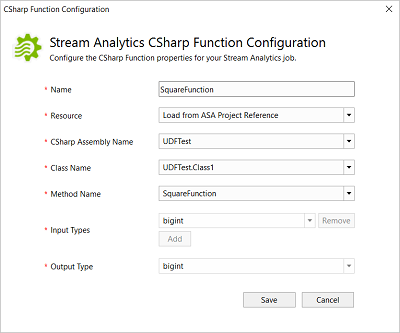 CSharp Function Configuration
Stream Analytics CSharp Function Configuration
Configure the CSharp Function properties for your Stream Analytics job.
* Name SquareFunction
* Resource Load from ASA Project Reference
* CSharp Assembly Name UDFTest
* Class Name UDFTest.Class1
* Method Name SquareFunction
* Input Types bigint Remove
Add
* Output Type bigint
Save Cancel